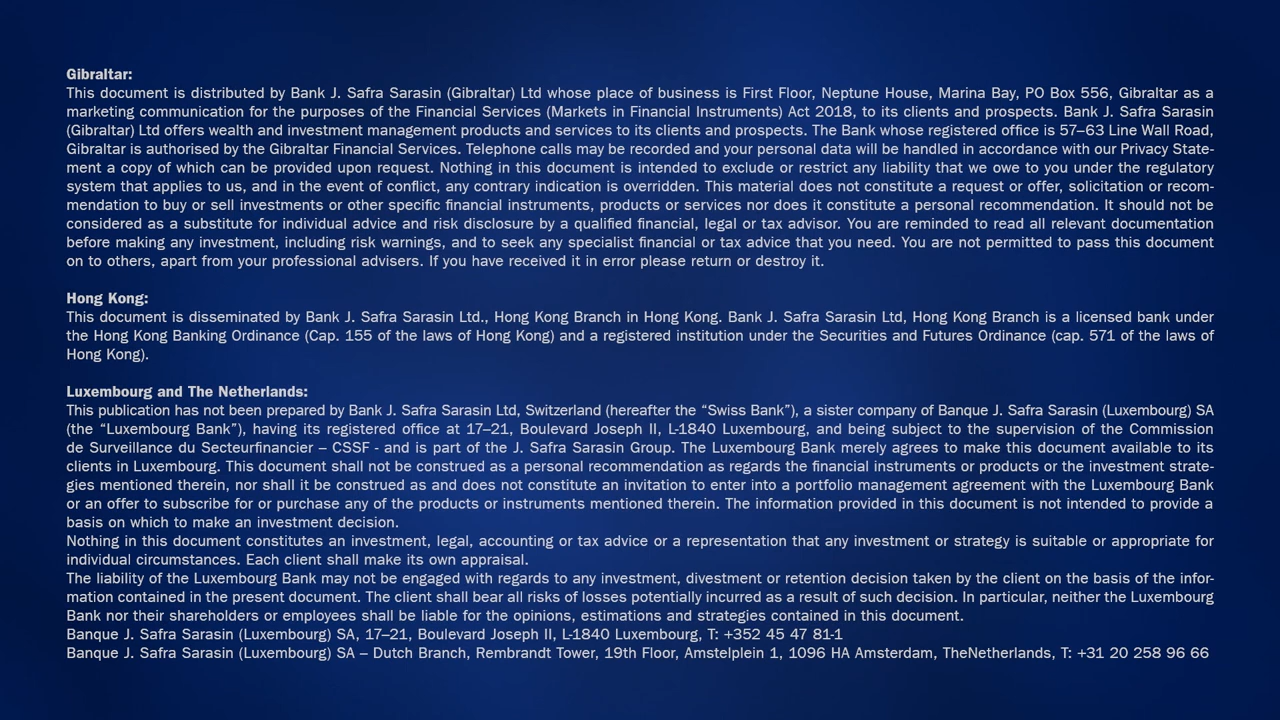 Gibraltar:
This document is distributed by Bank J. Safra Sarasin (Gibraltar) Ltd whose place of business is First Floor, Neptune House, Marina Bay, PO Box 556, Gibraltar as a
marketing communication for the purposes of the Financial Services (Markets in Financial Instruments) Act 2018, to its clients and prospects. Bank J. Safra Sarasin
(Gibraltar) Ltd offers wealth and investment management products and services to its clients and prospects. The Bank whose registered office is 57–63 Line Wall Road,
Gibraltar is authorised by the Gibraltar Financial Services. Telephone calls may be recorded and your personal data will be handled in accordance with our Privacy State-
ment a copy of which can be provided upon request. Nothing in this document is intended to exclude or restrict any liability that we owe to you under the regulatory
system that applies to us, and in the event of conflict, any contrary indication is overridden. This material does not constitute a request or offer, solicitation or recom-
mendation to buy or sell investments or other specific financial instruments, products or services nor does it constitute a personal recommendation. It should not be
considered as a substitute for individual advice and risk disclosure by a qualified financial, legal or tax advisor. You are reminded to read all relevant documentation
before making any investment, including risk warnings, and to seek any specialist financial or tax advice that you need. You are not permitted to pass this document
on to others, apart from your professional advisers. If you have received it in error please return or destroy it.
Hong Kong:
This document is disseminated by Bank J. Safra Sarasin Ltd., Hong Kong Branch in Hong Kong. Bank J. Safra Sarasin Ltd, Hong Kong Branch is a licensed bank under
the Hong Kong Banking Ordinance (Cap. 155 of the laws of Hong Kong) and a registered institution under the Securities and Futures Ordinance (cap. 571 of the laws of
Hong Kong).
Luxembourg and The Netherlands:
This publication has not been prepared by Bank J. Safra Sarasin Ltd, Switzerland (hereafter the “Swiss Bank”), a sister company of Banque J. Safra Sarasin (Luxembourg) SA
(the “Luxembourg Bank”), having its registered office at 17–21, Boulevard Joseph II, L-1840 Luxembourg, and being subject to the supervision of the Commission
de Surveillance du Secteurfinancier – CSSF - and is part of the J. Safra Sarasin Group. The Luxembourg Bank merely agrees to make this document available to its
clients in Luxembourg. This document shall not be construed as a personal recommendation as regards the financial instruments or products or the investment strate-
gies mentioned therein, nor shall it be construed as and does not constitute an invitation to enter into a portfolio management agreement with the Luxembourg Bank
or an offer to subscribe for or purchase any of the products or instruments mentioned therein. The information provided in this document is not intended to provide a
basis on which to make an investment decision.
Nothing in this document constitutes an investment, legal, accounting or tax advice or a representation that any investment or strategy is suitable or appropriate for
individual circumstances. Each client shall make its own appraisal.
The liability of the Luxembourg Bank may not be engaged with regards to any investment, divestment or retention decision taken by the client on the basis of the infor-
mation contained in the present document. The client shall bear all risks of losses potentially incurred as a result of such decision. In particular, neither the Luxembourg
Bank nor their shareholders or employees shall be liable for the opinions, estimations and strategies contained in this document.
Banque J. Safra Sarasin (Luxembourg) SA, 17–21, Boulevard Joseph II, L-1840 Luxembourg, T: +352 45 47 81-1
Banque J. Safra Sarasin (Luxembourg) SA – Dutch Branch, Rembrandt Tower, 19th Floor, Amstelplein 1, 1096 HA Amsterdam, TheNetherlands, T: +31 20 258 96 66